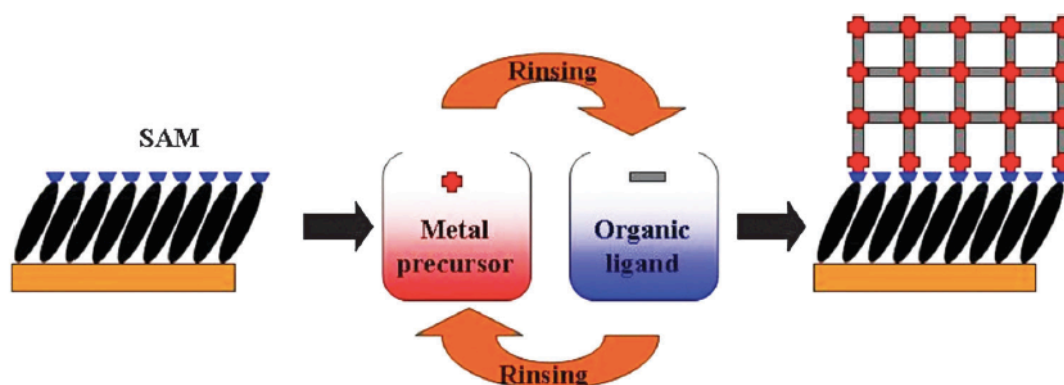 Rinsing
SAM
Metal
precursor
Organic
ligand
Rinsing